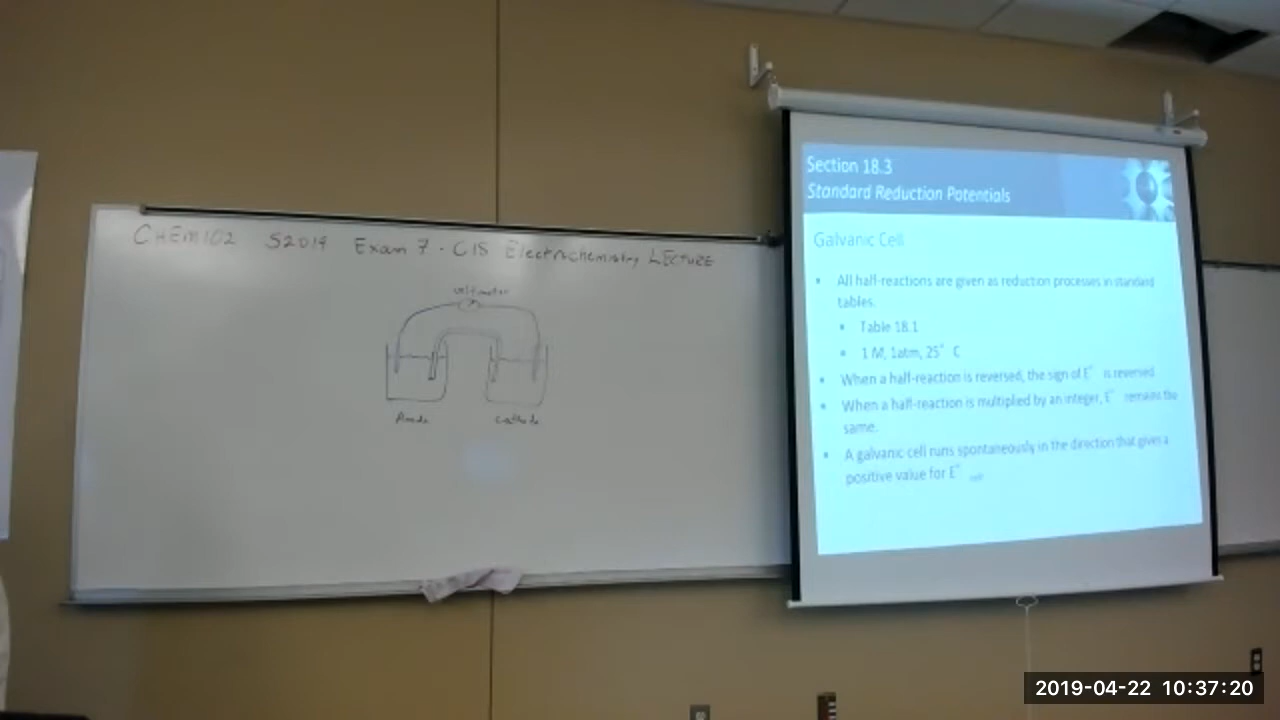 CHEM102 S2019 Exam 7 - C18 Electrochemistry LECTURE
voltmeter
Anode Cathode
Section 18.3
Standard Reduction Potentials
Galvanic Cell
• All half-reactions are given as reduction processes in standard
tables.
• Table 18.1
• 1 M, 1atm, 25° C
• When a half-reaction is reversed, the sign of E° is reversed.
• When a half-reaction is multiplied by an integer, E° remains the
same.
• A galvanic cell runs spontaneously in the direction that gives a
positive value for E° cell
2019-04-22 10:37:20